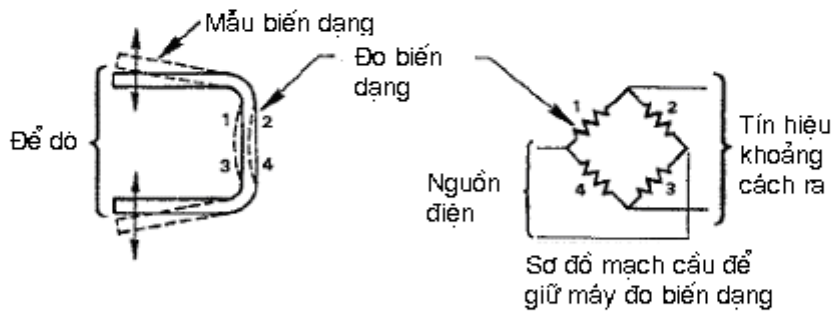 Mẫu biến dạng
Đo biến
dạng
Để dò
1
2
3
4
1
2
4
3
Nguồn
điện
Tín hiệu
khoảng
cách ra
Sơ đồ mạch cầu để
giữ máy đo biến dạng